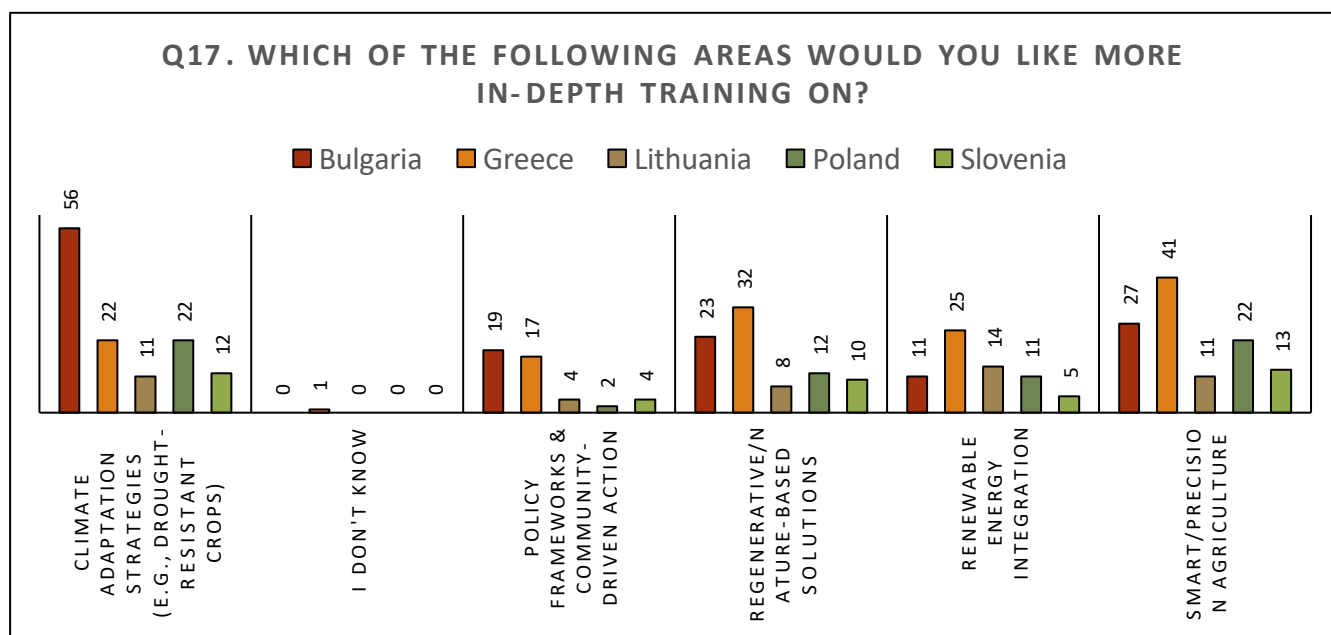 Q17. WHICH OF THE FOLLOWING AREAS WOULD YOU LIKE MORE
IN-DEPTH TRAINING ON?
Bulgaria Greece Lithuania Poland Slovenia
56
22
11
22
12
0
1
0
0
0
19
17
4
2
4
23
32
8
12
10
11
25
14
11
5
27
41
11
22
13
CLIMATE
ADAPTATION
STRATEGIES
(E.G., DROUGHT-
RESISTANT
CROPS)
I DON'T KNOW
POLICY
FRAMEWORKS &
COMMUNITY-
DRIVEN ACTION
REGENERATIVE/N
ATURE-BASED
SOLUTIONS
RENEWABLE
ENERGY
INTEGRATION
SMART/PRECISIO
N AGRICULTURE